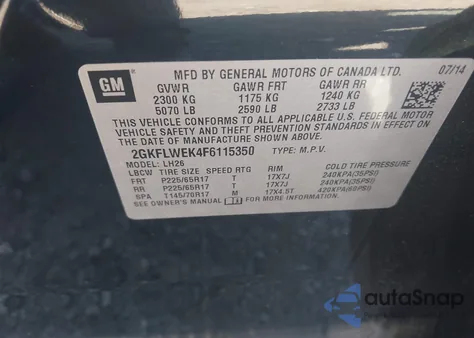 GM
MFD BY GENERAL MOTORS OF CANADA LTD. 07/14
GVWR GAWR FRT GAWR RR
2300 KG 1175 KG 1240 KG
5070 LB 2590 LB 2733 LB
THIS VEHICLE CONFORMS TO ALL APPLICABLE U.S. FEDERAL
MOTOR VEHICLE SAFETY STANDARDS IN EFFECT ON
THE DATE OF MANUFACTURE SHOWN ABOVE.
2GKFLWEK4F6115350 TYPE: M.P.V.
MODEL: LH26
LBCW TIRE SIZE SPEED RTG RIM COLD TIRE PRESSURE
FRT P225/65R17 T 17X7J 240KPA(35PSI)
RR P225/65R17 T 17X7J 240KPA(35PSI)
SPA T145/70R17 M 17X4.5T 420KPA(60PSI)
SEE OWNER'S MANUAL FOR MORE INFORMATION.
autoSnap